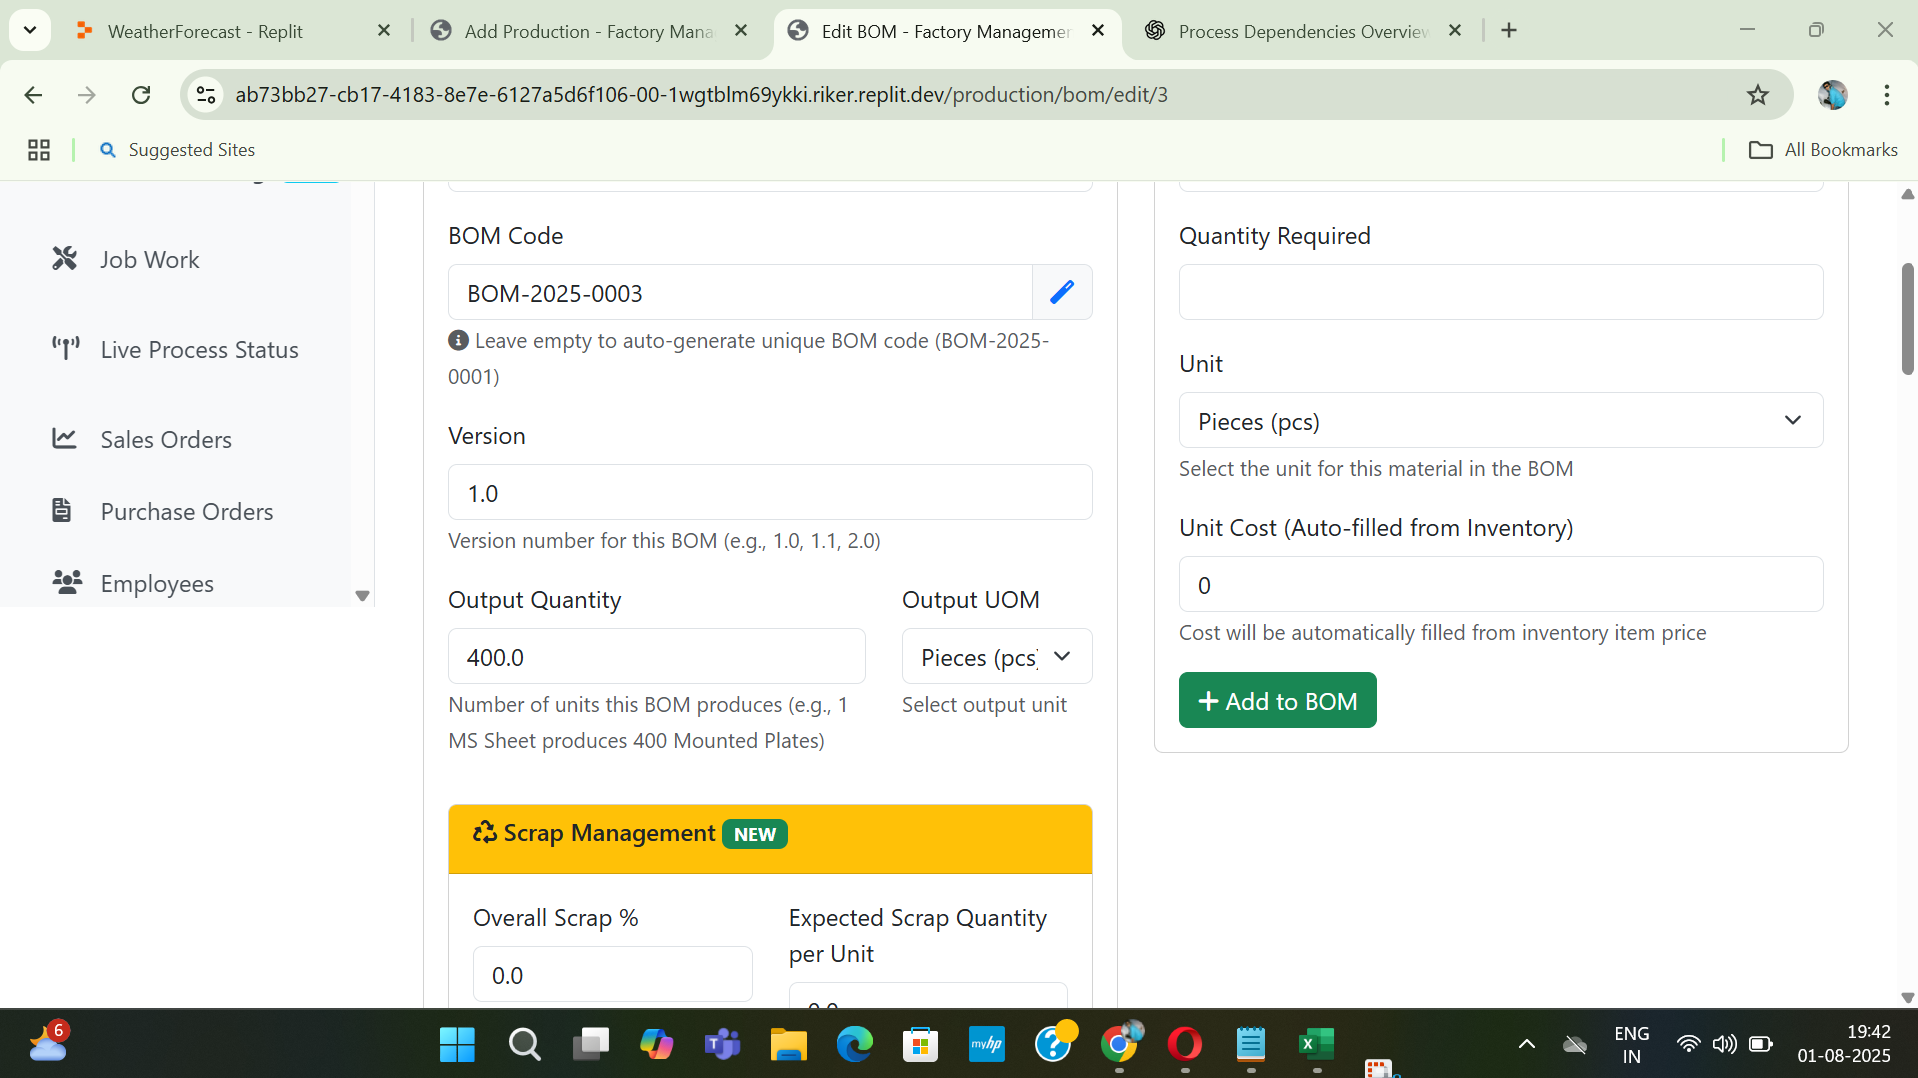 WeatherForecast - Replit
Add Production - Factory Mana
Edit BOM - Factory Managemer
Process Dependencies Overview
ab73bb27-cb17-4183-8e7e-6127a5d6f106-00-1wgtblm69ykki.riker.replit.dev/production/bom/edit/3
Suggested Sites
All Bookmarks
Job Work
Live Process Status
Sales Orders
Purchase Orders
Employees
BOM Code
BOM-2025-0003
Leave empty to auto-generate unique BOM code (BOM-2025-
0001)
Version
1.0
Version number for this BOM (e.g., 1.0, 1.1, 2.0)
Output Quantity
400.0
Number of units this BOM produces (e.g., 1
MS Sheet produces 400 Mounted Plates)
Output UOM
Pieces (pcs)
Select output unit
Scrap Management NEW
Overall Scrap %
0.0
Expected Scrap Quantity
per Unit
0.0
Quantity Required
Unit
Pieces (pcs)
Select the unit for this material in the BOM
Unit Cost (Auto-filled from Inventory)
0
Cost will be automatically filled from inventory item price
Add to BOM
6
myhp
ENG
IN
19:42
01-08-2025